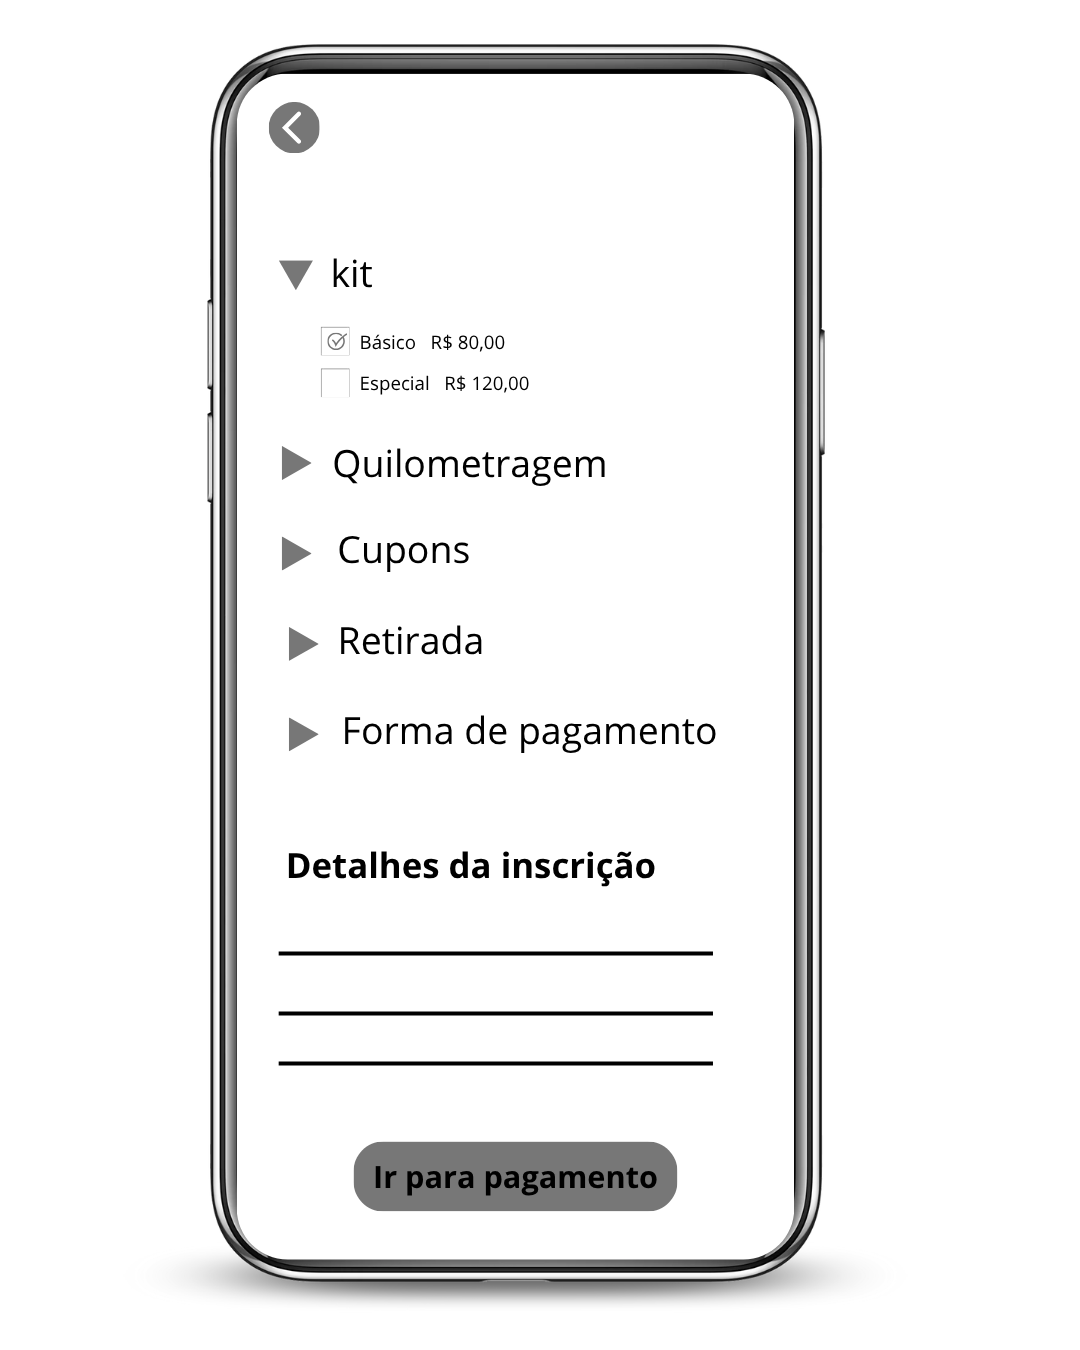 kit
Básico R$ 80,00
Especial R$ 120,00
Quilometragem
Cupons
Retirada
Forma de pagamento
Detalhes da inscrição
Ir para pagamento